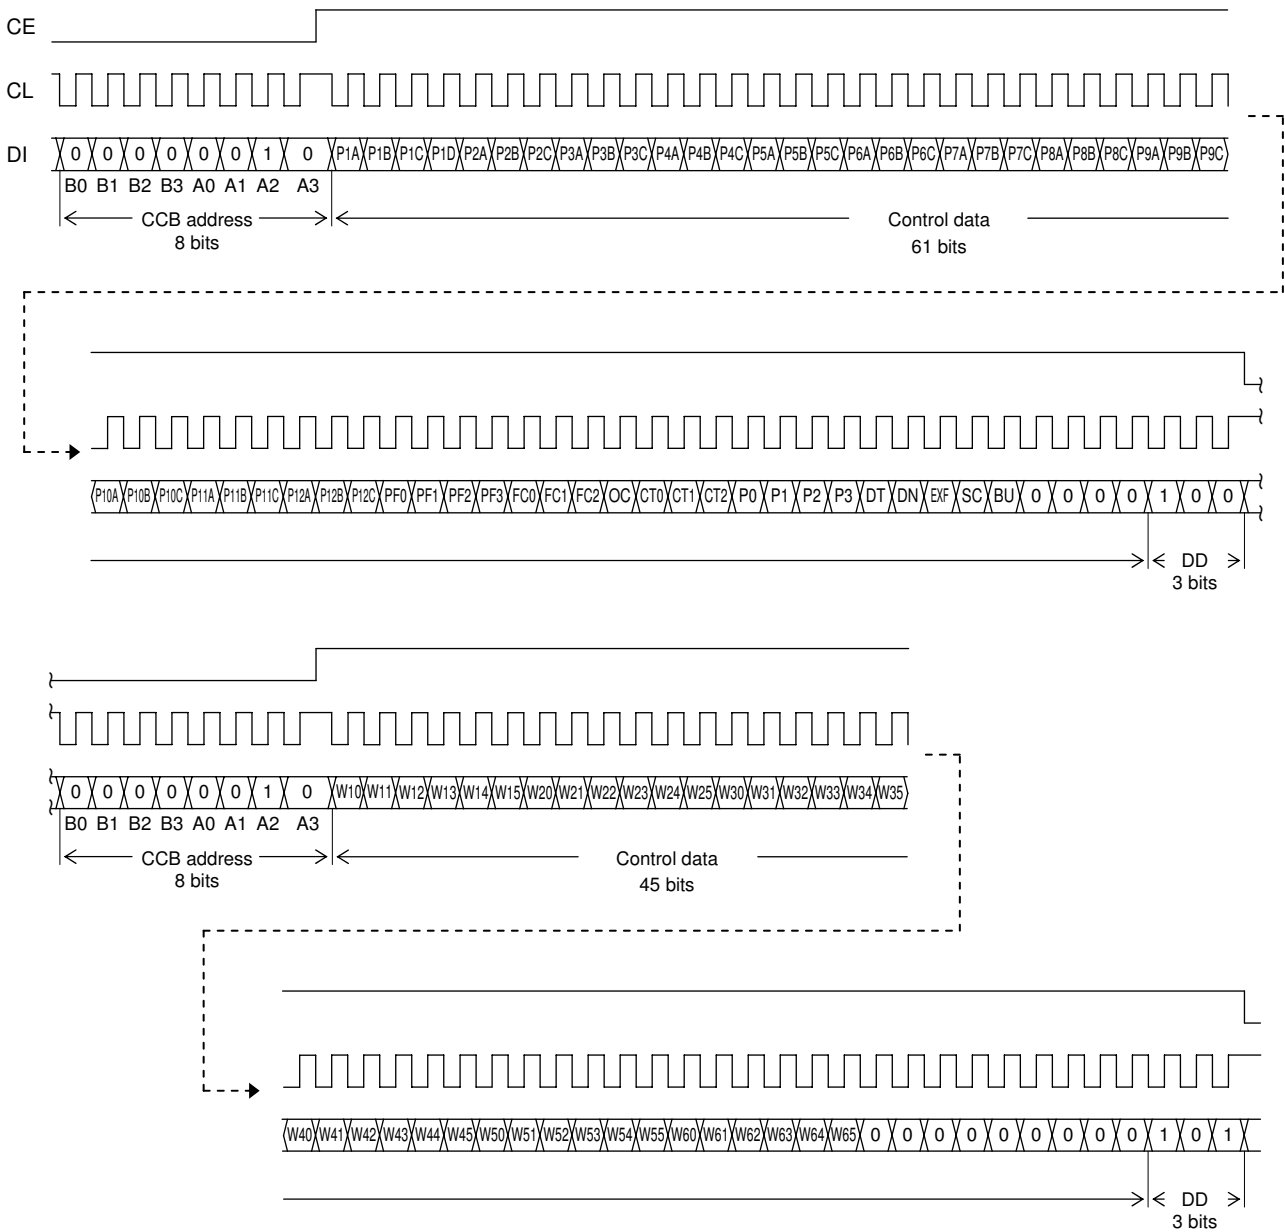 CE
CL
DI 0 0 0 0 0 0 1 0 P1A P1B P1C P1D P2A P2B P2C P3A P3B P3C P4A P4B P4C P5A P5B P5C P6A P6B P6C P7A P7B P7C P8A P8B P8C P9A P9B P9C
B0 B1 B2 B3 A0 A1 A2 A3
CCB address Control data
8 bits 61 bits
P10A P10B P10C P11A P11B P11C P12A P12B P12C PF0 PF1 PF2 PF3 FC0 FC1 FC2 OC CT0 CT1 CT2 P0 P1 P2 P3 DT DN EXF SC BU 0 0 0 0 1 0 0
DD
3 bits
0 0 0 0 0 0 1 0 W10 W11 W12 W13 W14 W15 W20 W21 W22 W23 W24 W25 W30 W31 W32 W33 W34 W35
B0 B1 B2 B3 A0 A1 A2 A3
CCB address Control data
8 bits 45 bits
W40 W41 W42 W43 W44 W45 W50 W51 W52 W53 W54 W55 W60 W61 W62 W63 W64 W65 0 0 0 0 0 0 0 0 0 1 0 1
DD
3 bits